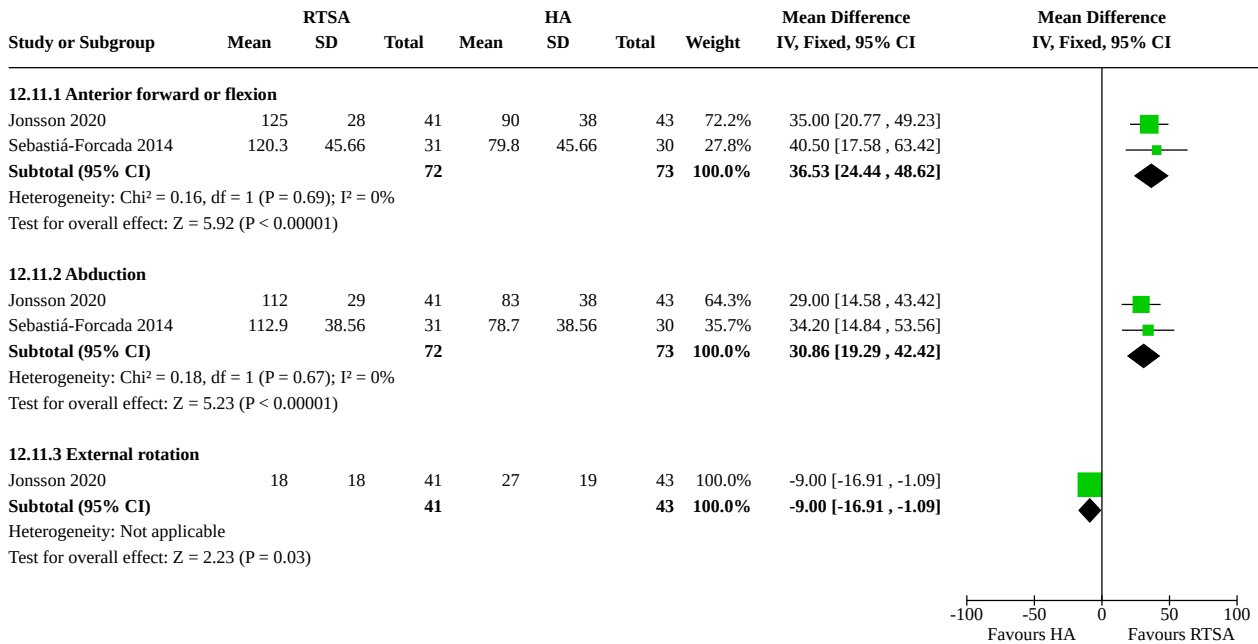 RTSA HA Mean Difference Mean Difference
Study or Subgroup Mean SD Total Mean SD Total Weight IV, Fixed, 95% CI IV, Fixed, 95% CI
12.11.1 Anterior forward or flexion
Jonsson 2020 125 28 41 90 38 43 72.2% 35.00 [20.77 , 49.23]
Sebastiá-Forcada 2014 120.3 45.66 31 79.8 45.66 30 27.8% 40.50 [17.58 , 63.42]
Subtotal (95% CI) 72 73 100.0% 36.53 [24.44 , 48.62]
Heterogeneity: Chi² = 0.16, df = 1 (P = 0.69); I² = 0%
Test for overall effect: Z = 5.92 (P < 0.00001)
12.11.2 Abduction
Jonsson 2020 112 29 41 83 38 43 64.3% 29.00 [14.58 , 43.42]
Sebastiá-Forcada 2014 112.9 38.56 31 78.7 38.56 30 35.7% 34.20 [14.84 , 53.56]
Subtotal (95% CI) 72 73 100.0% 30.86 [19.29 , 42.42]
Heterogeneity: Chi² = 0.18, df = 1 (P = 0.67); I² = 0%
Test for overall effect: Z = 5.23 (P < 0.00001)
12.11.3 External rotation
Jonsson 2020 18 18 41 27 19 43 100.0% -9.00 [-16.91 , -1.09]
Subtotal (95% CI) 41 43 100.0% -9.00 [-16.91 , -1.09]
Heterogeneity: Not applicable
Test for overall effect: Z = 2.23 (P = 0.03)
-100 -50 0 50 100
Favours HA Favours RTSA